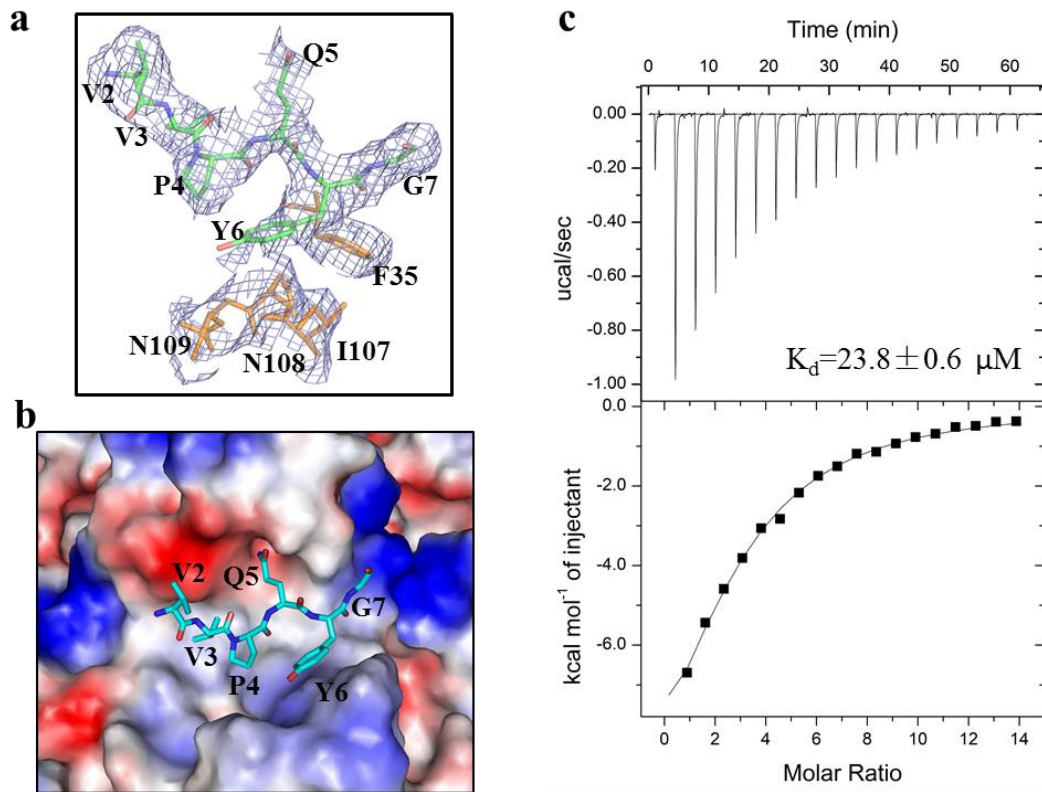 a
Q5
V2
V3
P4
G7
Y6
F35
N109
N108
I107
b
V2
Q5
G7
V3
P4
Y6
c
Time (min)
0 10 20 30 40 50 60
0.00
-0.20
-0.40
-0.60
-0.80
-1.00
ucal/sec
Kd=23.8±0.6 μM
0.0
-2.0
-4.0
-6.0
kcal mol⁻¹ of injectant
0 2 4 6 8 10 12 14
Molar Ratio